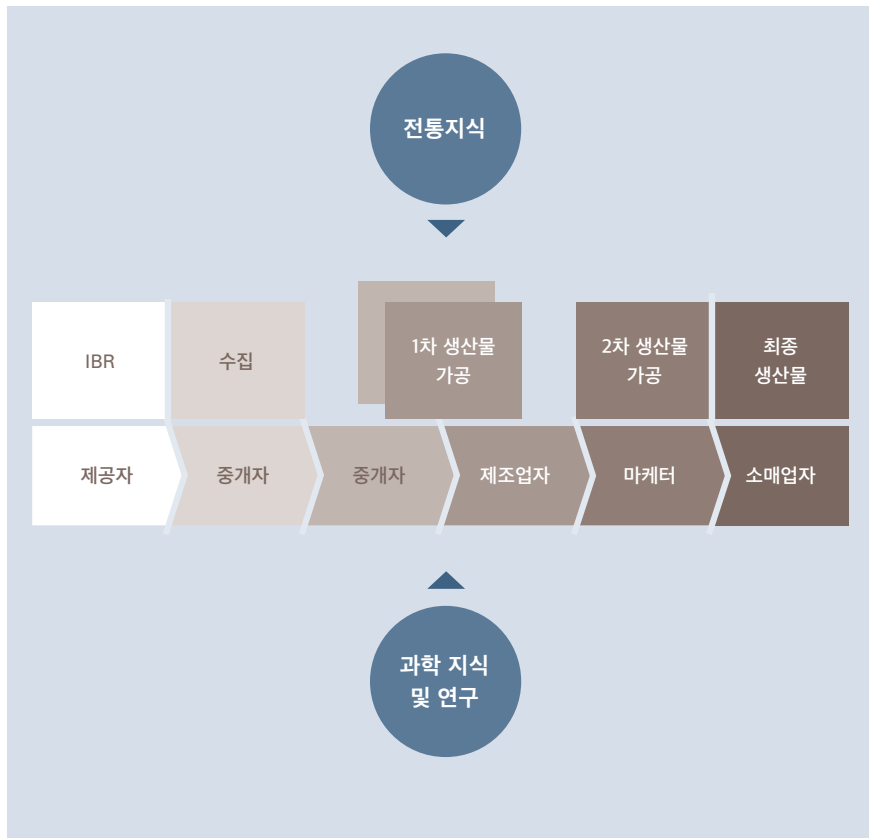 전통지식
IBR
수집
1차 생산물
가공
2차 생산물
가공
최종
생산물
제공자
중개자
중개자
제조업자
마케터
소매업자
과학 지식
및 연구